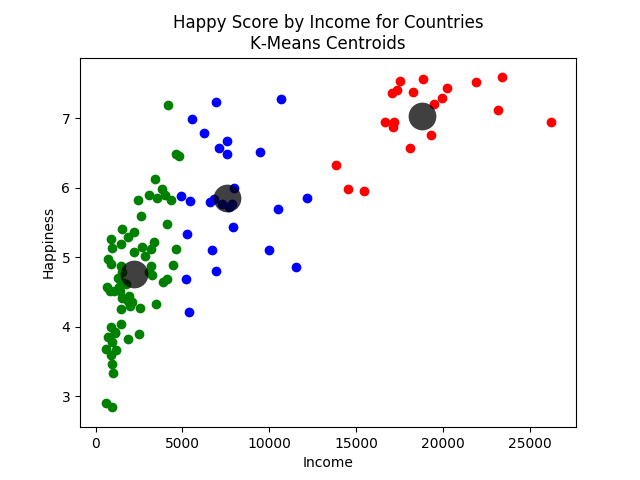 Happy Score by Income for Countries
K-Means Centroids
7
6
5
4
3
Happiness
0 5000 10000 15000 20000 25000
Income